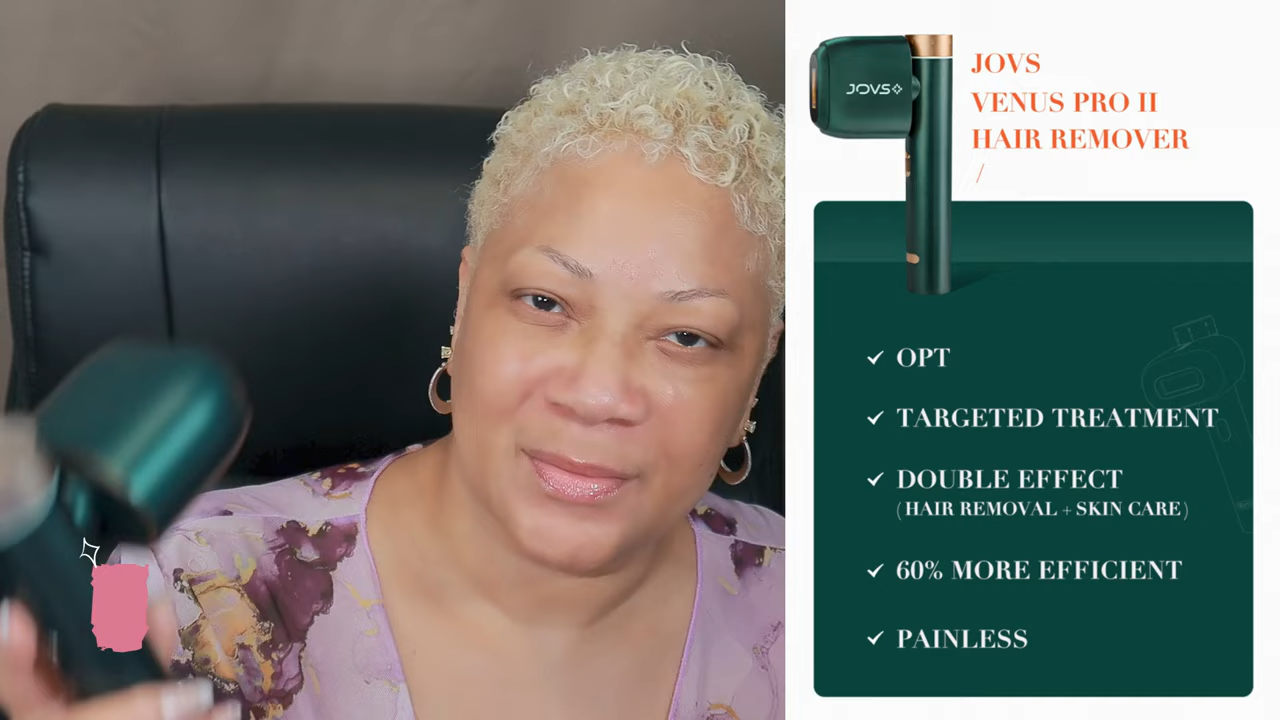 JOVS
JOVS
VENUS PRO II
HAIR REMOVER
/
OPT
TARGETED TREATMENT
DOUBLE EFFECT
(HAIR REMOVAL + SKIN CARE)
60% MORE EFFICIENT
PAINLESS